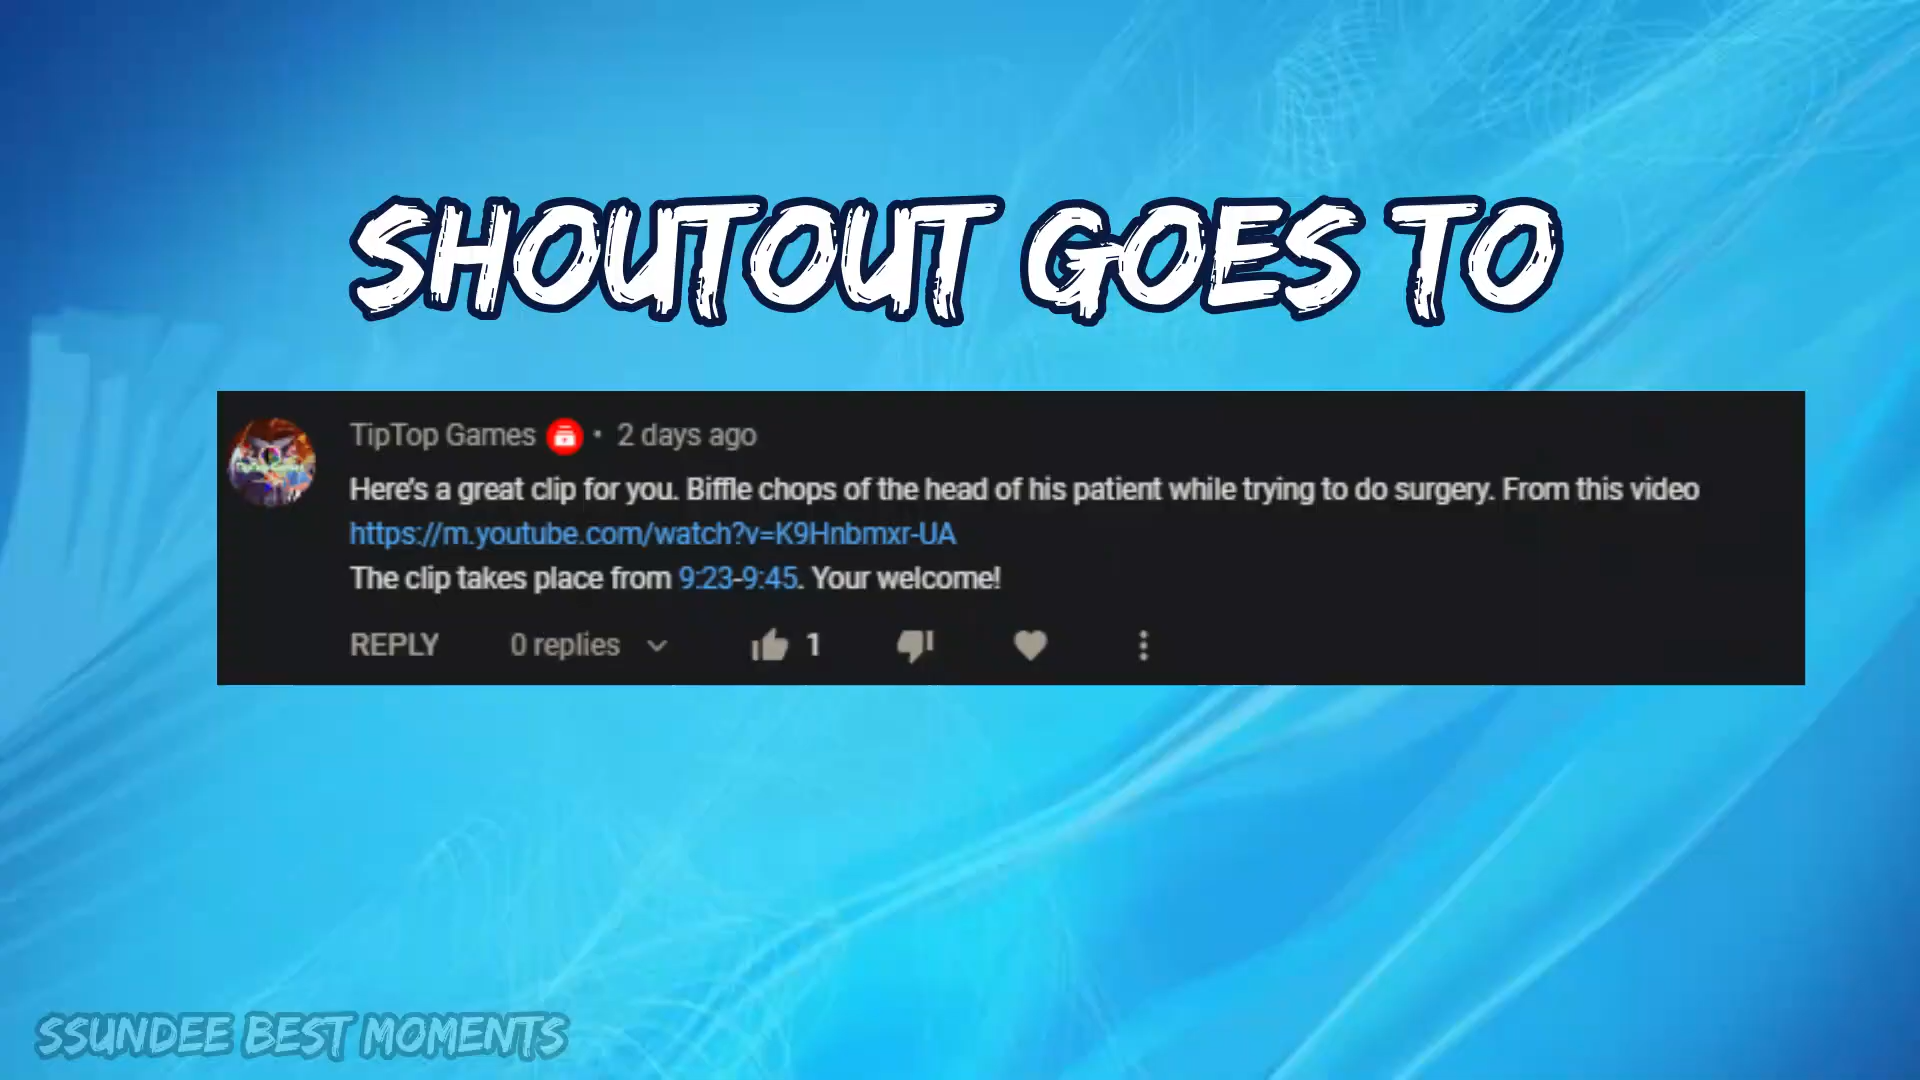 SHOUTOUT GOES TO
TipTop Games • 2 days ago
Here's a great clip for you. Biffle chops of the head of his patient while trying to do surgery. From this video
https://m.youtube.com/watch?v=K9Hnbmxr-UA
The clip takes place from 9:23-9:45. Your welcome!
REPLY 0 replies 1
SSUNDEE BEST MOMENTS